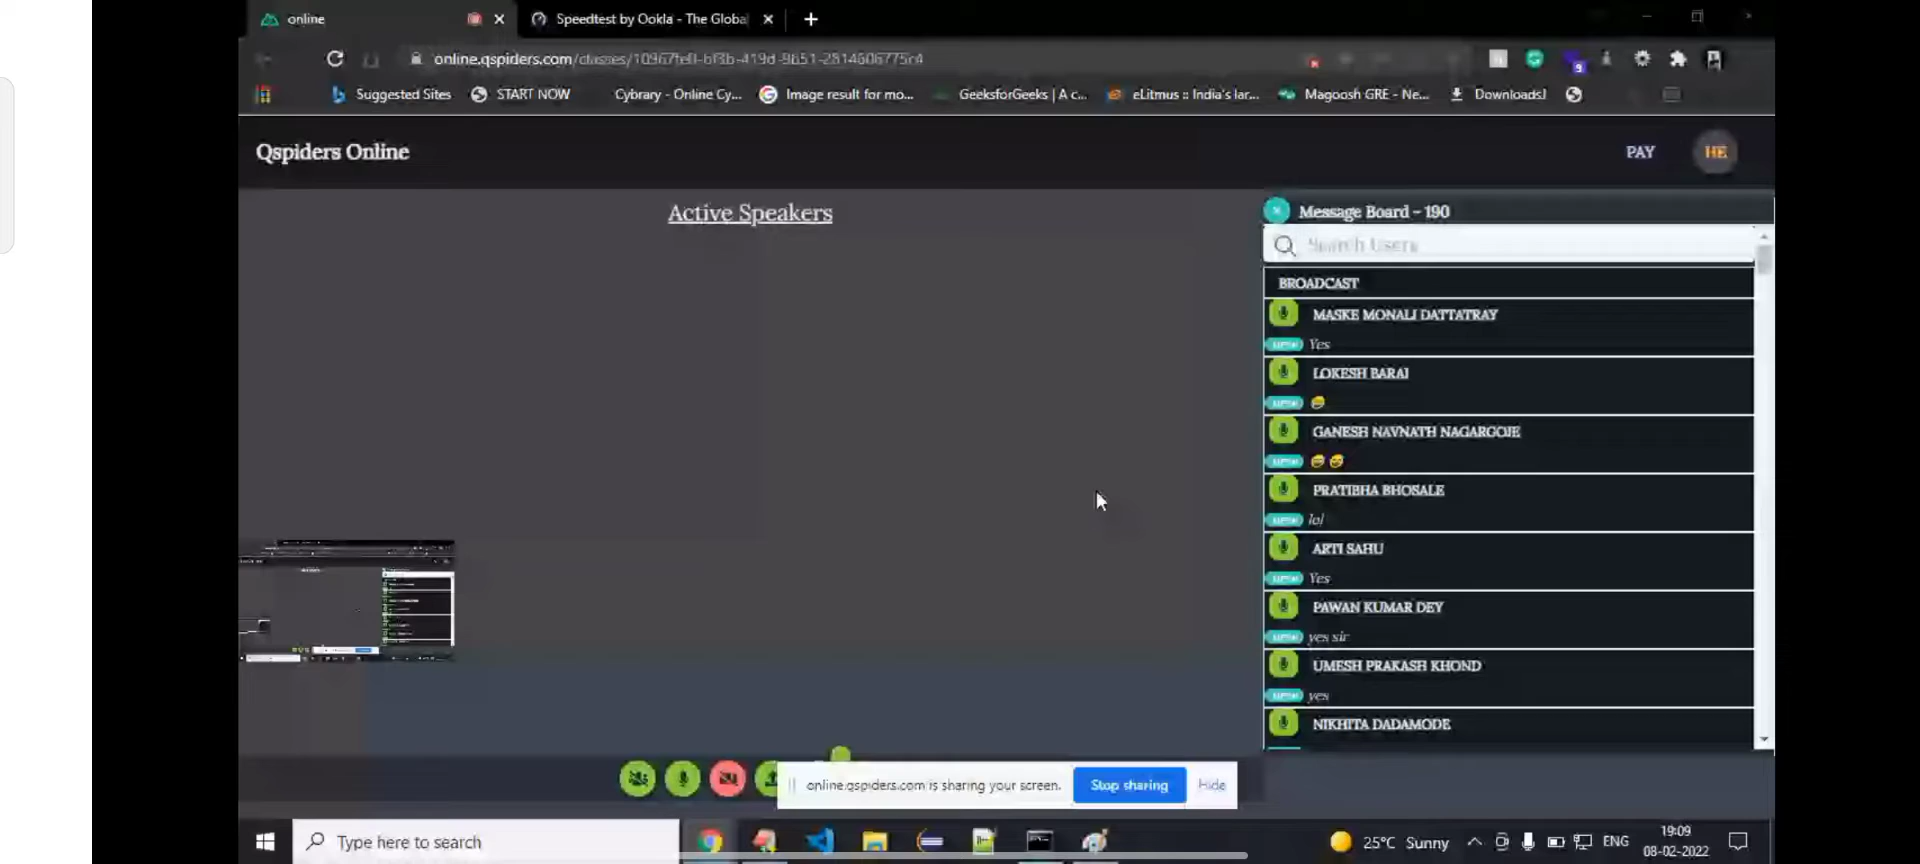 online
Speedtest by Ookla - The Globa
online.qspiders.com/classes/
Suggested Sites
START NOW
Cybrary - Online Cy...
Image result for mo...
GeeksforGeeks | A c...
eLitmus :: India's lar...
Magoosh GRE - Ne...
Downloads!
Qspiders Online
PAY
HE
Active Speakers
Message Board - 190
Search Users
BROADCAST
MASKE MONALI DATTATRAY
Yes
LOKESH BARAI
GANESH NAVNATH NAGARGOJE
😅 😅
PRATIBHA BHOSALE
lol
ARTI SAHU
Yes
PAWAN KUMAR DEY
yes sir
UMESH PRAKASH KHOND
yes
NIKHITA DADAMODE
online.qspiders.com is sharing your screen.
Stop sharing
Hide
Type here to search
25°C Sunny
ENG
19:09
08-02-2022